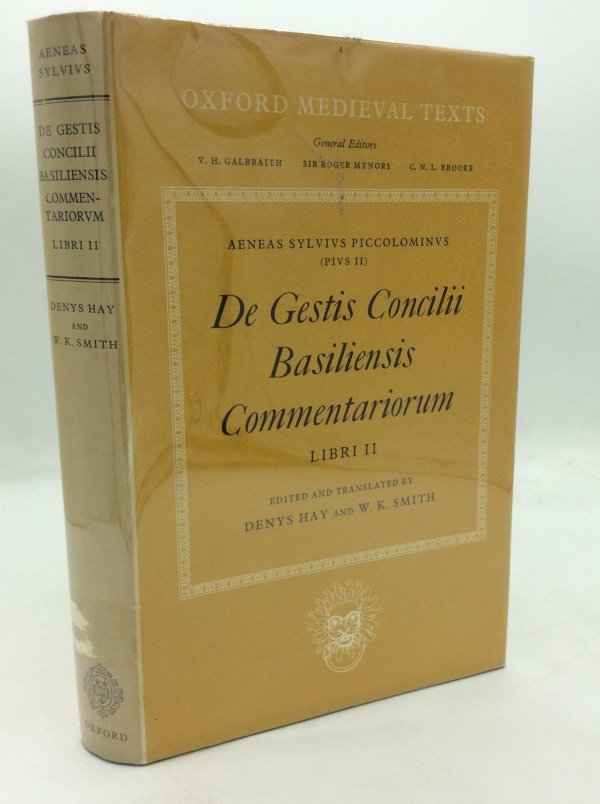 AENEAS
SYLVIVS
DE GESTIS
CONCILII
BASILIENSIS
COMMEN-
TARIORVM
LIBRI II
DENYS HAY
AND
W. K. SMITH
OXFORD
OXFORD MEDIEVAL TEXTS
General Editors
V. H. GALBRAITH SIR ROGER MYNORS C. N. L. BROOKE
AENEAS SYLVIVS PICCOLOMINVS
(PIVS II)
De Gestis Concilii
Basiliensis
Commentariorum
LIBRI II
EDITED AND TRANSLATED BY
DENYS HAY AND W. K. SMITH